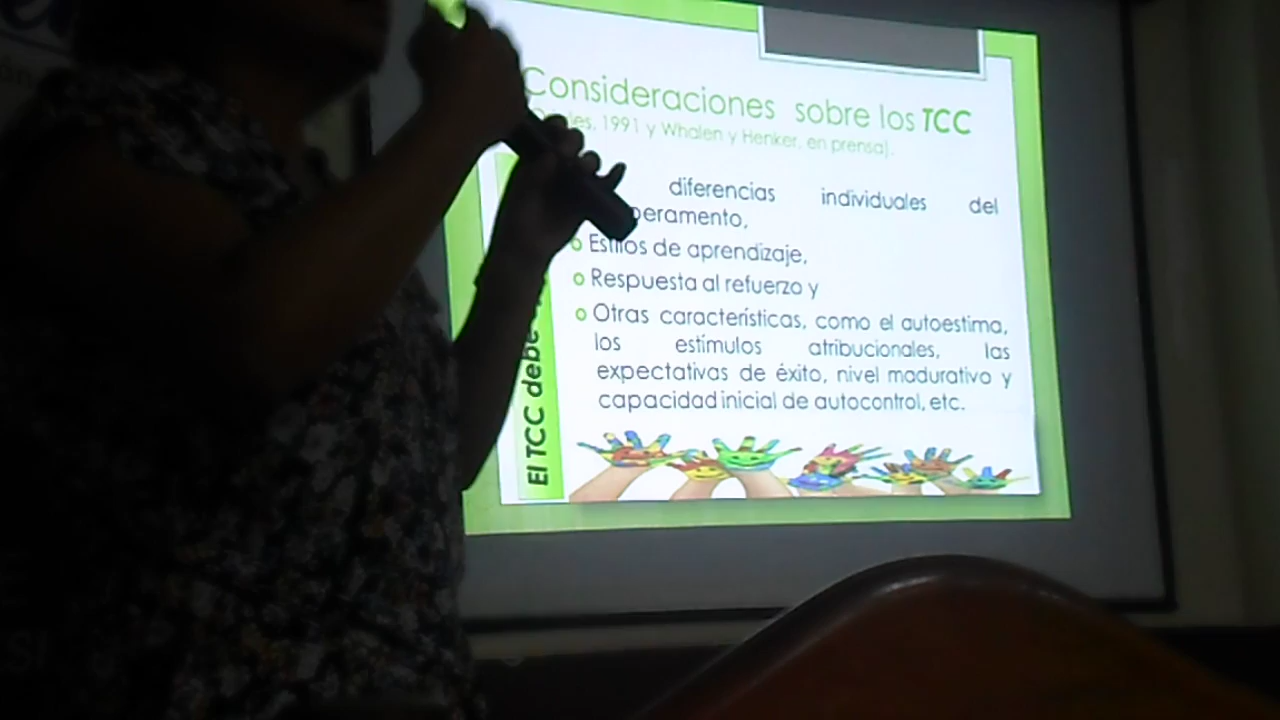 Consideraciones sobre los TCC
1991 y Whalen y Henker, en prensa).
diferencias individuales del
Estilos de aprendizaje,
Respuesta al refuerzo y
Otras características, como el autoestima,
los estímulos atribucionales, las
expectativas de éxito, nivel madurativo y
capacidad inicial de autocontrol, etc.
El TCC debe